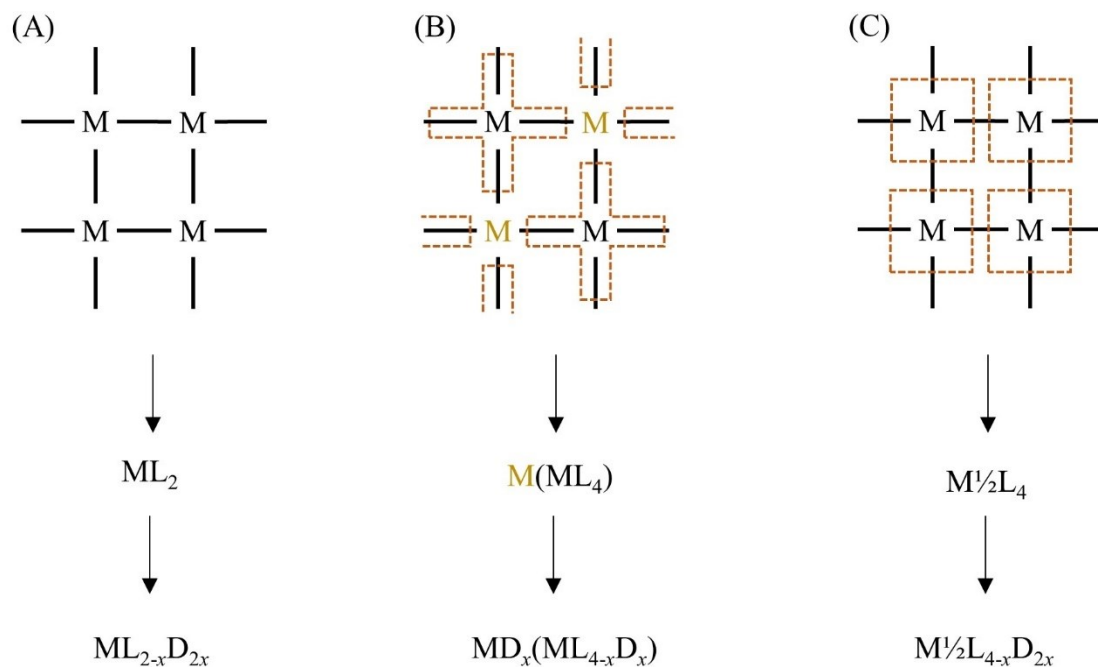 (A) (B) (C)
M M M M M M
M M M M M M
ML₂ M(ML₄) M½L₄
ML₂₋ₓD₂ₓ MDₓ(ML₄₋ₓDₓ) M½L₄₋ₓD₂ₓ